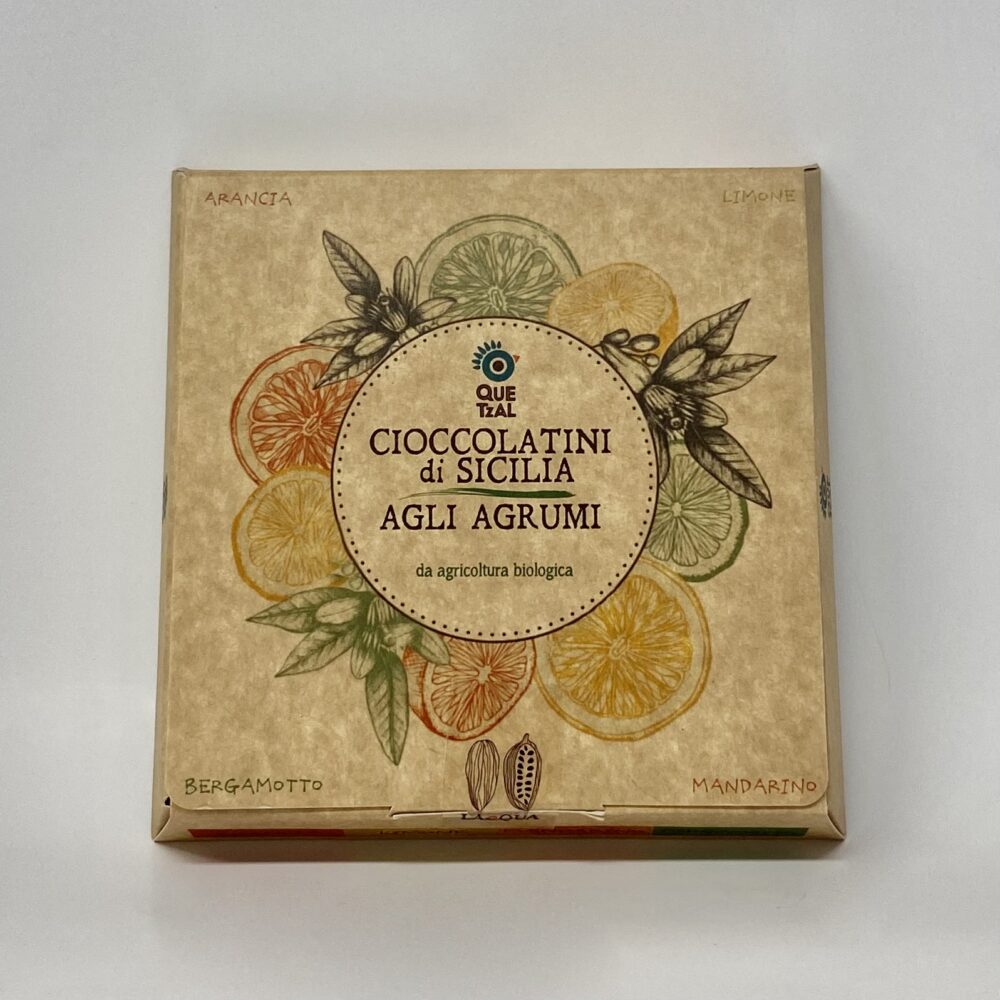 ARANCIA
LIMONE
QUE
TZAL
CIOCCOLATINI
di SICILIA
AGLI AGRUMI
da agricoltura biologica
BERGAMOTTO
MANDARINO